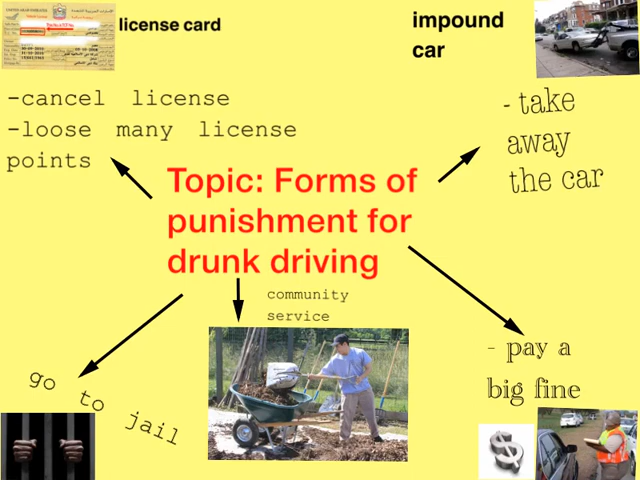 license card
impound
car
-cancel license
-loose many license
points
- take
away
the car
Topic: Forms of
punishment for
drunk driving
community
service
- pay a
big fine
go to jail
$